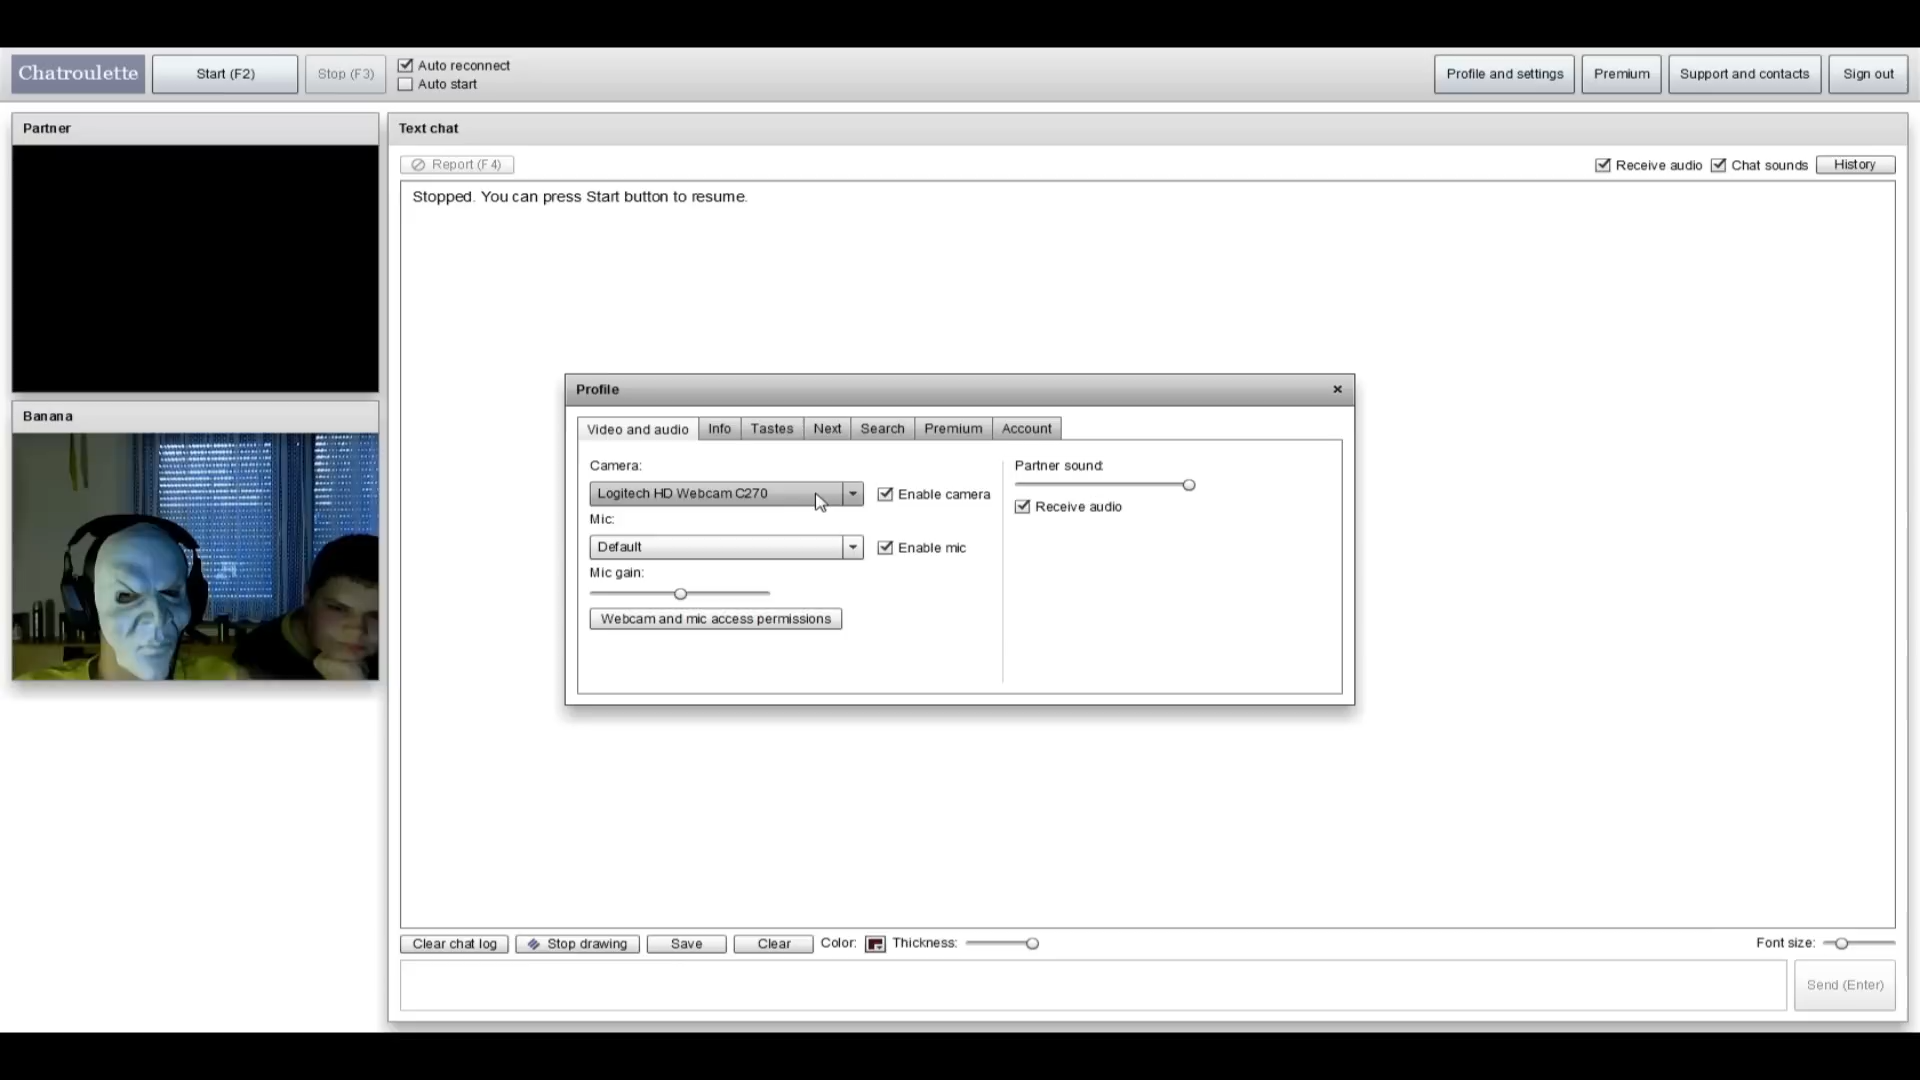 Chatroulette
Start (F2)
Stop (F3)
Auto reconnect
Auto start
Profile and settings
Premium
Support and contacts
Sign out
Partner
Text chat
Report (F4)
Receive audio
Chat sounds
History
Stopped. You can press Start button to resume.
Banana
Profile
×
Video and audio
Info
Tastes
Next
Search
Premium
Account
Camera:
Logitech HD Webcam C270
Enable camera
Mic:
Default
Enable mic
Mic gain:
Webcam and mic access permissions
Partner sound:
Receive audio
Clear chat log
Stop drawing
Save
Clear
Color:
Thickness:
Font size:
Send (Enter)